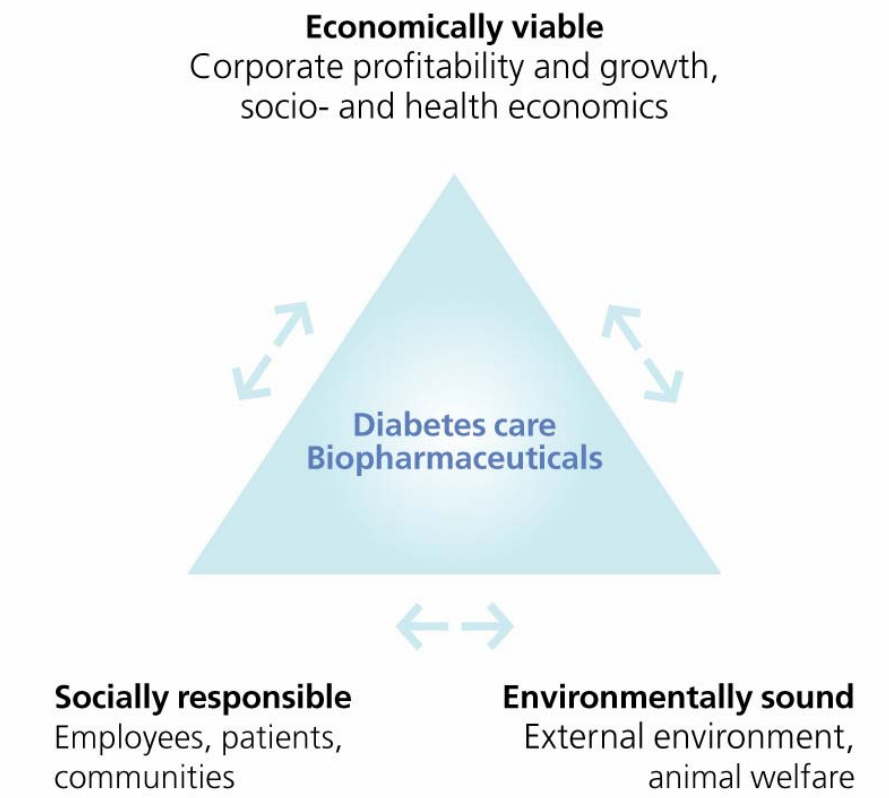 Economically viable
Corporate profitability and growth,
socio- and health economics
Diabetes care
Biopharmaceuticals
Socially responsible
Employees, patients,
communities
Environmentally sound
External environment,
animal welfare